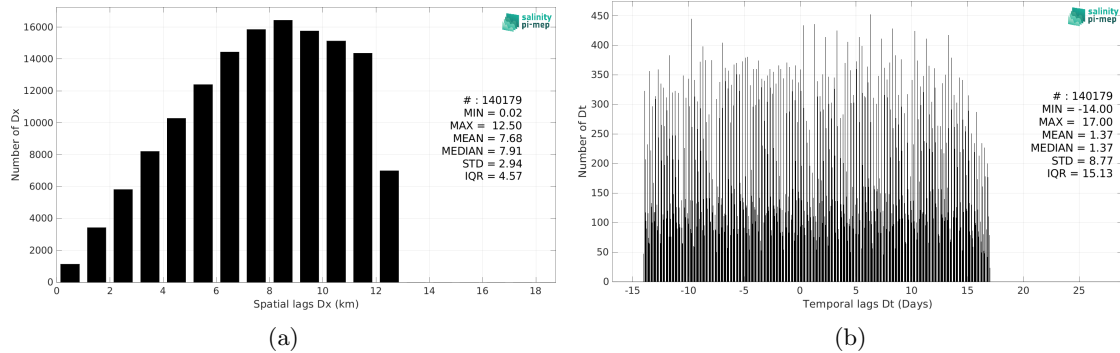 16000
14000
12000
10000
8000
6000
4000
2000
0
Number of Dx
salinity
pi-mep
# : 140179
MIN = 0.02
MAX = 12.50
MEAN = 7.68
MEDIAN = 7.91
STD = 2.94
IQR = 4.57
0 2 4 6 8 10 12 14 16 18
Spatial lags Dx (km)
(a)
450
400
350
300
250
200
150
100
50
0
Number of Dt
salinity
pi-mep
# : 140179
MIN = -14.00
MAX = 17.00
MEAN = 1.37
MEDIAN = 1.37
STD = 8.77
IQR = 15.13
-15 -10 -5 0 5 10 15 20 25
Temporal lags Dt (Days)
(b)